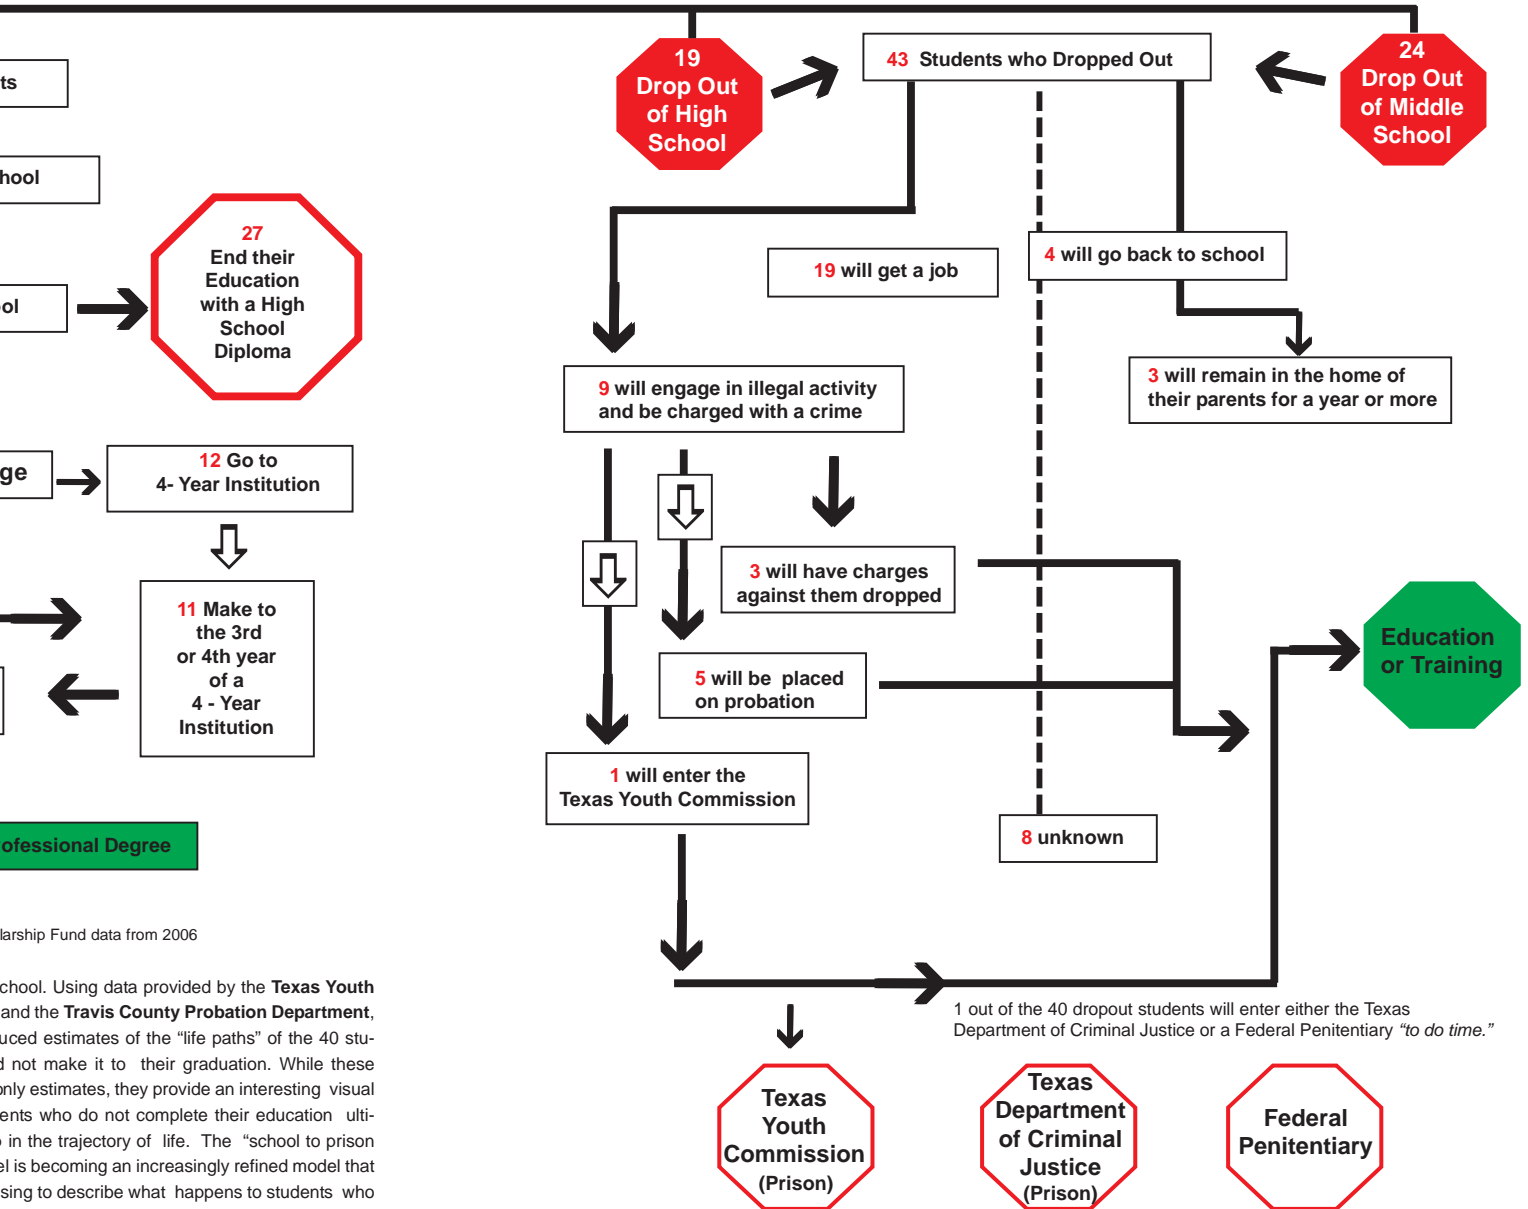 19
Drop Out
of High
School
43 Students who Dropped Out
24
Drop Out
of Middle
School
ts
hool
27
End their
Education
with a High
School
Diploma
ol
19 will get a job
4 will go back to school
9 will engage in illegal activity
and be charged with a crime
3 will remain in the home of
their parents for a year or more
ge
12 Go to
4- Year Institution
3 will have charges
against them dropped
11 Make to
the 3rd
or 4th year
of a
4 - Year
Institution
5 will be placed
on probation
Education
or Training
1 will enter the
Texas Youth Commission
8 unknown
ofessional Degree
larship Fund data from 2006
chool. Using data provided by the Texas Youth
and the Travis County Probation Department,
uced estimates of the “life paths” of the 40 stu-
d not make it to their graduation. While these
only estimates, they provide an interesting visual
ents who do not complete their education ulti-
o in the trajectory of life. The “school to prison
el is becoming an increasingly refined model that
sing to describe what happens to students who
1 out of the 40 dropout students will enter either the Texas
Department of Criminal Justice or a Federal Penitentiary “to do time.”
Texas
Youth
Commission
(Prison)
Texas
Department
of Criminal
Justice
(Prison)
Federal
Penitentiary